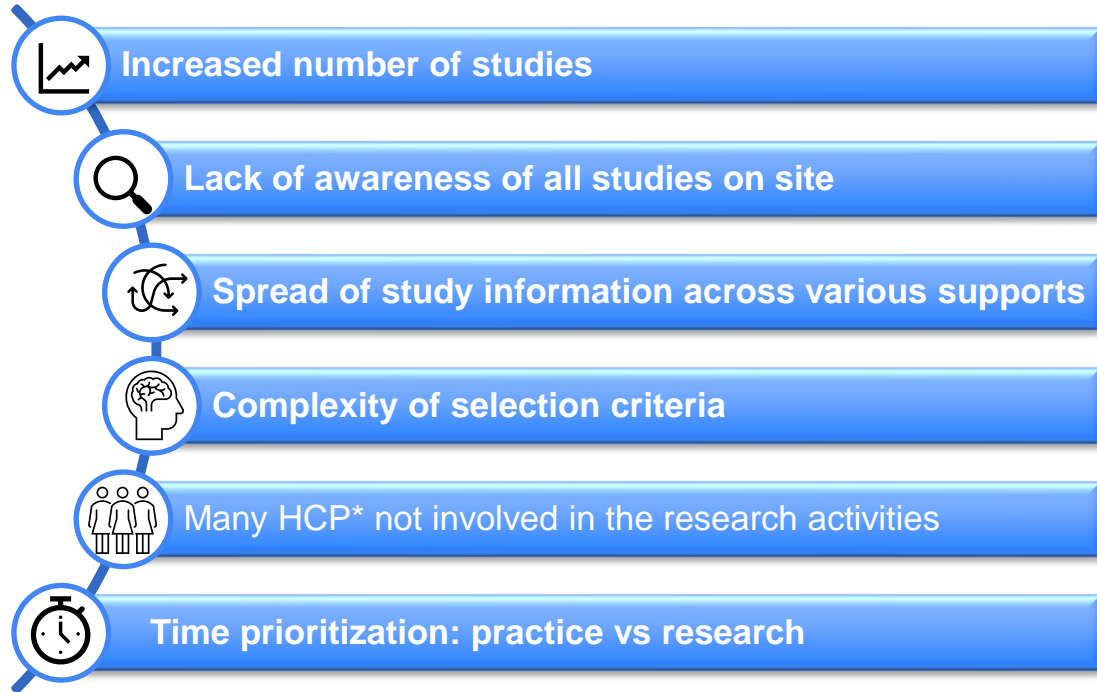 Increased number of studies
Lack of awareness of all studies on site
Spread of study information across various supports
Complexity of selection criteria
Many HCP* not involved in the research activities
Time prioritization: practice vs research